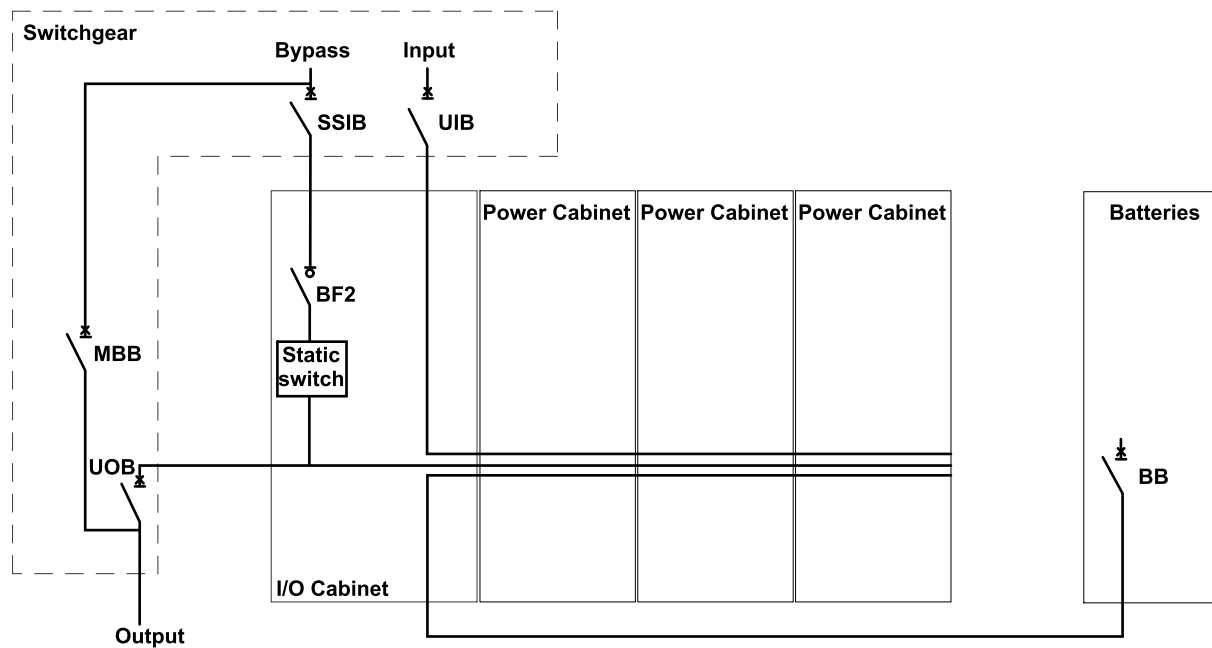 Switchgear
Bypass
Input
SSIB
UIB
Power Cabinet
Power Cabinet
Power Cabinet
Batteries
BF2
MBB
Static
switch
UOB
BB
I/O Cabinet
Output